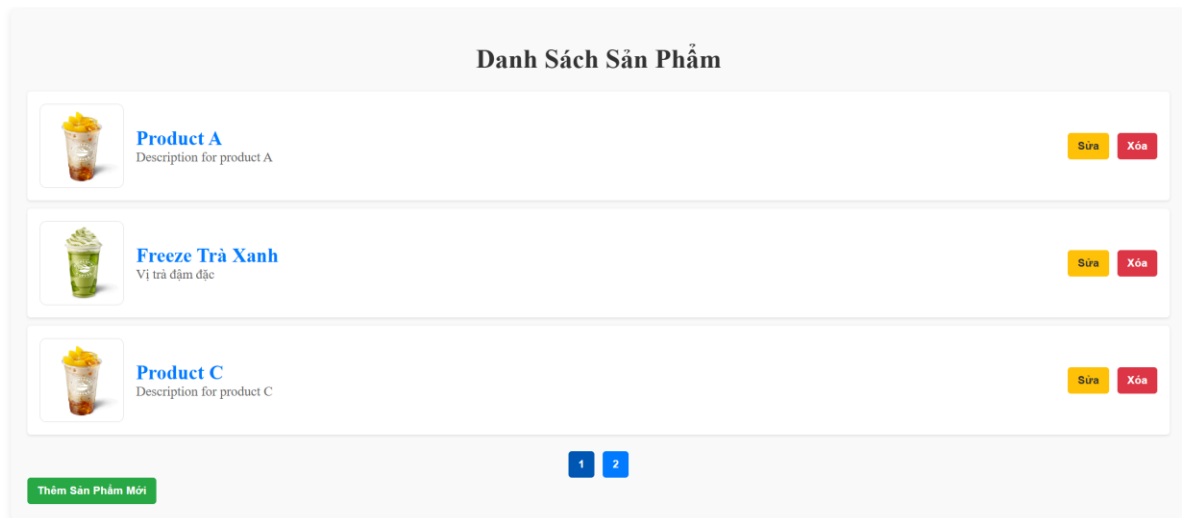 Danh Sách Sản Phẩm
Product A
Description for product A
Sửa Xóa
Freeze Trà Xanh
Vị trà đậm đặc
Sửa Xóa
Product C
Description for product C
Sửa Xóa
1 2
Thêm Sản Phẩm Mới